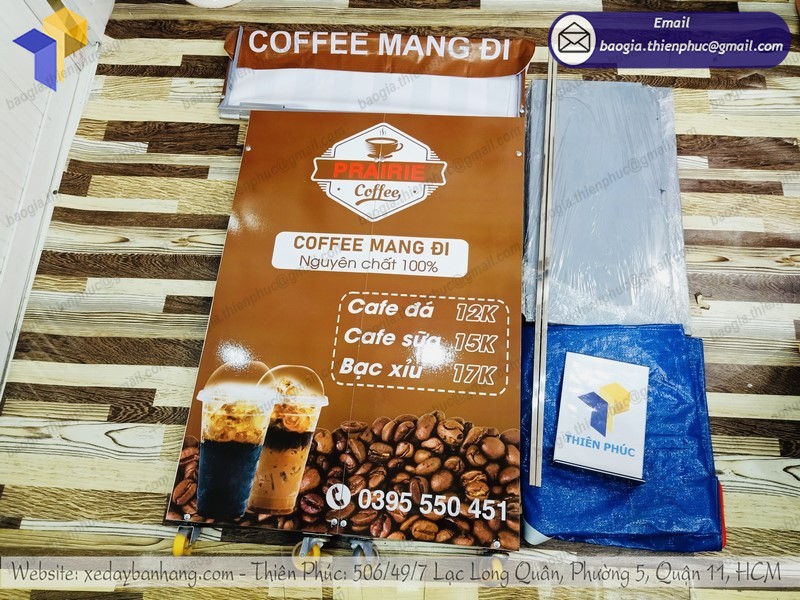 Email
baogia.thienphuc@gmail.com
COFFEE MANG ĐI
PRAIRIE
Coffee
COFFEE MANG ĐI
Nguyên chất 100%
Cafe đá 12K
Cafe sữa 15K
Bạc xíu 17K
THIÊN PHÚC
0395 550 451
Website: xedaybanhang.com - Thiên Phúc: 506/49/7 Lạc Long Quân, Phường 5, Quận 11, HCM